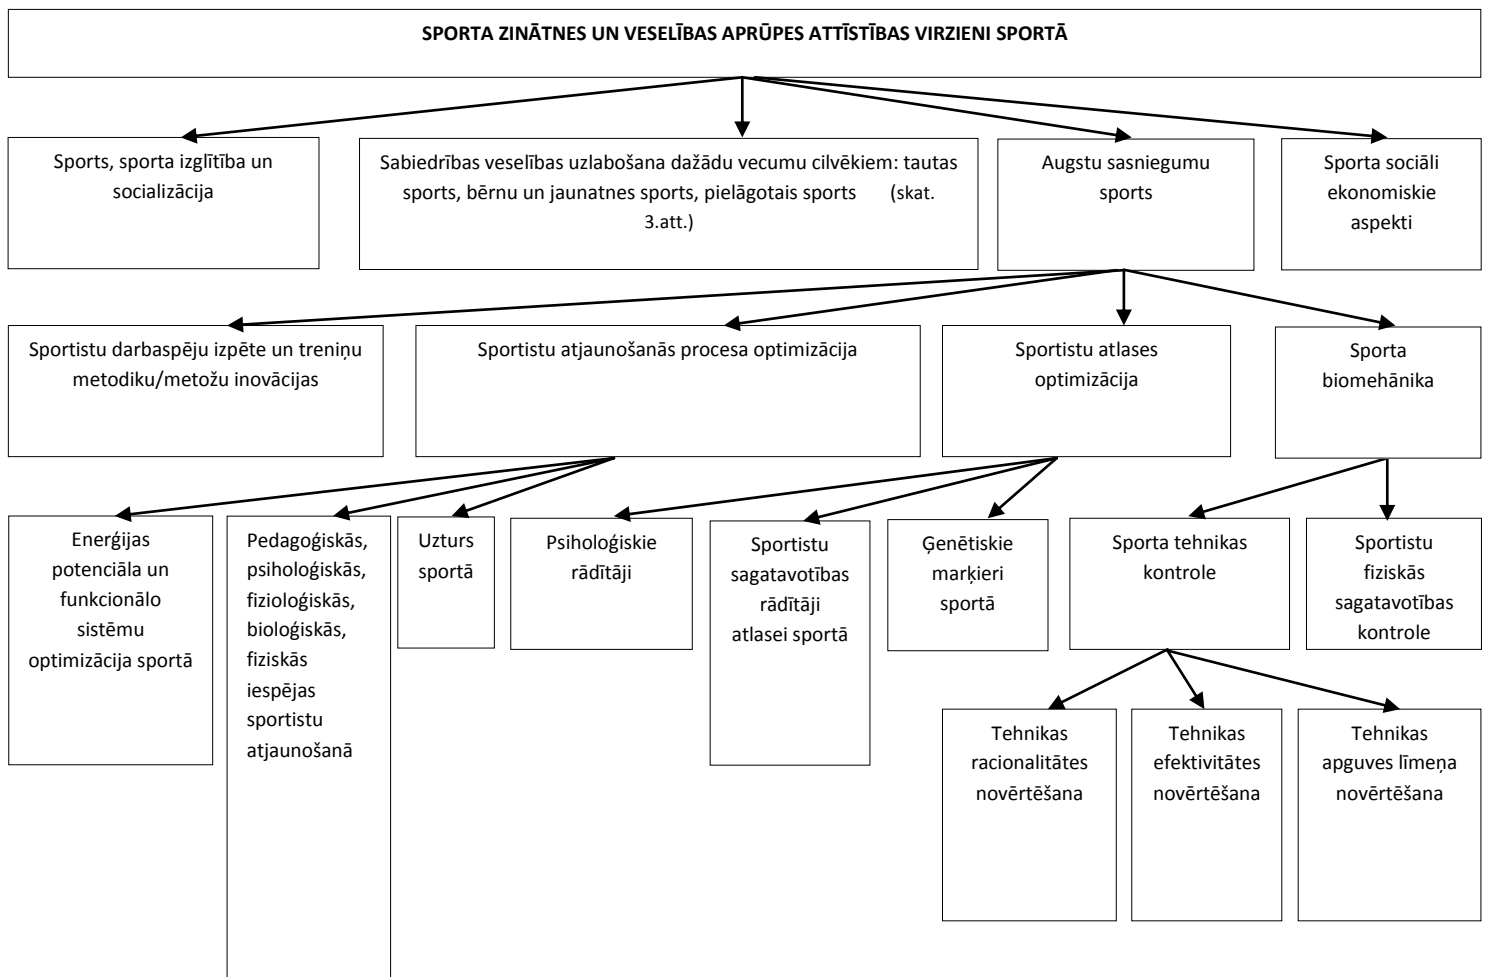 SPORTA ZINĀTNES UN VESELĪBAS APRŪPES ATTĪSTĪBAS VIRZIENI SPORTĀ
Sports, sporta izglītība un
socializācija
Sabiedrības veselības uzlabošana dažādu vecumu cilvēkiem: tautas
sports, bērnu un jaunatnes sports, pielāgotais sports (skat.
3.att.)
Augstu sasniegumu
sports
Sporta sociāli
ekonomiskie
aspekti
Sportistu darbaspēju izpēte un treniņu
metodiku/metožu inovācijas
Sportistu atjaunošanās procesa optimizācija
Sportistu atlases
optimizācija
Sporta
biomehānika
Enerģijas
potenciāla un
funkcionālo
sistēmu
optimizācija sportā
Pedagoģiskās,
psiholoģiskās,
fizioloģiskās,
bioloģiskās,
fiziskās
iespējas
sportistu
atjaunošanā
Uzturs
sportā
Psiholoģiskie
rādītāji
Sportistu
sagatavotības
rādītāji
atlasei sportā
Ģenētiskie
marķieri
sportā
Sporta tehnikas
kontrole
Sportistu
fiziskās
sagatavotības
kontrole
Tehnikas
racionalitātes
novērtēšana
Tehnikas
efektivitātes
novērtēšana
Tehnikas
apguves līmeņa
novērtēšana